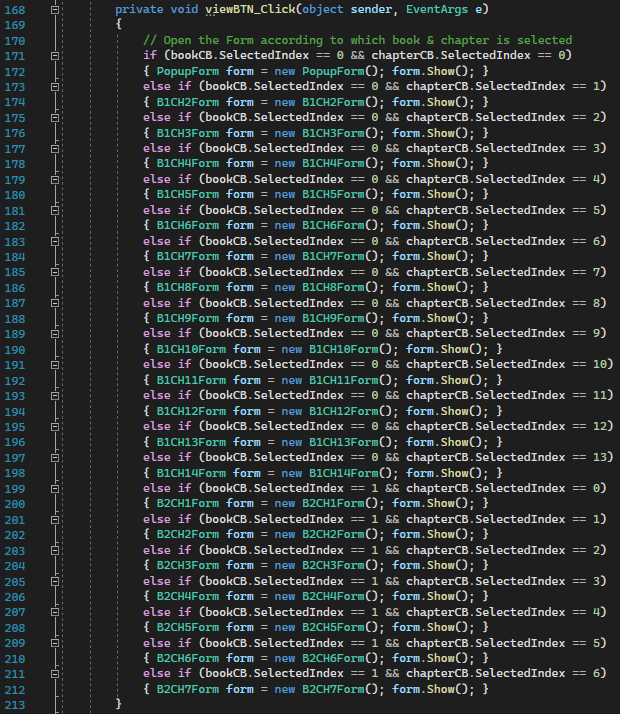 168 private void viewBTN_Click(object sender, EventArgs e)
169 {
170 // Open the Form according to which book & chapter is selected
171 if (bookCB.SelectedIndex == 0 && chapterCB.SelectedIndex == 0)
172 { PopupForm form = new PopupForm(); form.Show(); }
173 else if (bookCB.SelectedIndex == 0 && chapterCB.SelectedIndex == 1)
174 { B1CH2Form form = new B1CH2Form(); form.Show(); }
175 else if (bookCB.SelectedIndex == 0 && chapterCB.SelectedIndex == 2)
176 { B1CH3Form form = new B1CH3Form(); form.Show(); }
177 else if (bookCB.SelectedIndex == 0 && chapterCB.SelectedIndex == 3)
178 { B1CH4Form form = new B1CH4Form(); form.Show(); }
179 else if (bookCB.SelectedIndex == 0 && chapterCB.SelectedIndex == 4)
180 { B1CH5Form form = new B1CH5Form(); form.Show(); }
181 else if (bookCB.SelectedIndex == 0 && chapterCB.SelectedIndex == 5)
182 { B1CH6Form form = new B1CH6Form(); form.Show(); }
183 else if (bookCB.SelectedIndex == 0 && chapterCB.SelectedIndex == 6)
184 { B1CH7Form form = new B1CH7Form(); form.Show(); }
185 else if (bookCB.SelectedIndex == 0 && chapterCB.SelectedIndex == 7)
186 { B1CH8Form form = new B1CH8Form(); form.Show(); }
187 else if (bookCB.SelectedIndex == 0 && chapterCB.SelectedIndex == 8)
188 { B1CH9Form form = new B1CH9Form(); form.Show(); }
189 else if (bookCB.SelectedIndex == 0 && chapterCB.SelectedIndex == 9)
190 { B1CH10Form form = new B1CH10Form(); form.Show(); }
191 else if (bookCB.SelectedIndex == 0 && chapterCB.SelectedIndex == 10)
192 { B1CH11Form form = new B1CH11Form(); form.Show(); }
193 else if (bookCB.SelectedIndex == 0 && chapterCB.SelectedIndex == 11)
194 { B1CH12Form form = new B1CH12Form(); form.Show(); }
195 else if (bookCB.SelectedIndex == 0 && chapterCB.SelectedIndex == 12)
196 { B1CH13Form form = new B1CH13Form(); form.Show(); }
197 else if (bookCB.SelectedIndex == 0 && chapterCB.SelectedIndex == 13)
198 { B1CH14Form form = new B1CH14Form(); form.Show(); }
199 else if (bookCB.SelectedIndex == 1 && chapterCB.SelectedIndex == 0)
200 { B2CH1Form form = new B2CH1Form(); form.Show(); }
201 else if (bookCB.SelectedIndex == 1 && chapterCB.SelectedIndex == 1)
202 { B2CH2Form form = new B2CH2Form(); form.Show(); }
203 else if (bookCB.SelectedIndex == 1 && chapterCB.SelectedIndex == 2)
204 { B2CH3Form form = new B2CH3Form(); form.Show(); }
205 else if (bookCB.SelectedIndex == 1 && chapterCB.SelectedIndex == 3)
206 { B2CH4Form form = new B2CH4Form(); form.Show(); }
207 else if (bookCB.SelectedIndex == 1 && chapterCB.SelectedIndex == 4)
208 { B2CH5Form form = new B2CH5Form(); form.Show(); }
209 else if (bookCB.SelectedIndex == 1 && chapterCB.SelectedIndex == 5)
210 { B2CH6Form form = new B2CH6Form(); form.Show(); }
211 else if (bookCB.SelectedIndex == 1 && chapterCB.SelectedIndex == 6)
212 { B2CH7Form form = new B2CH7Form(); form.Show(); }
213 }